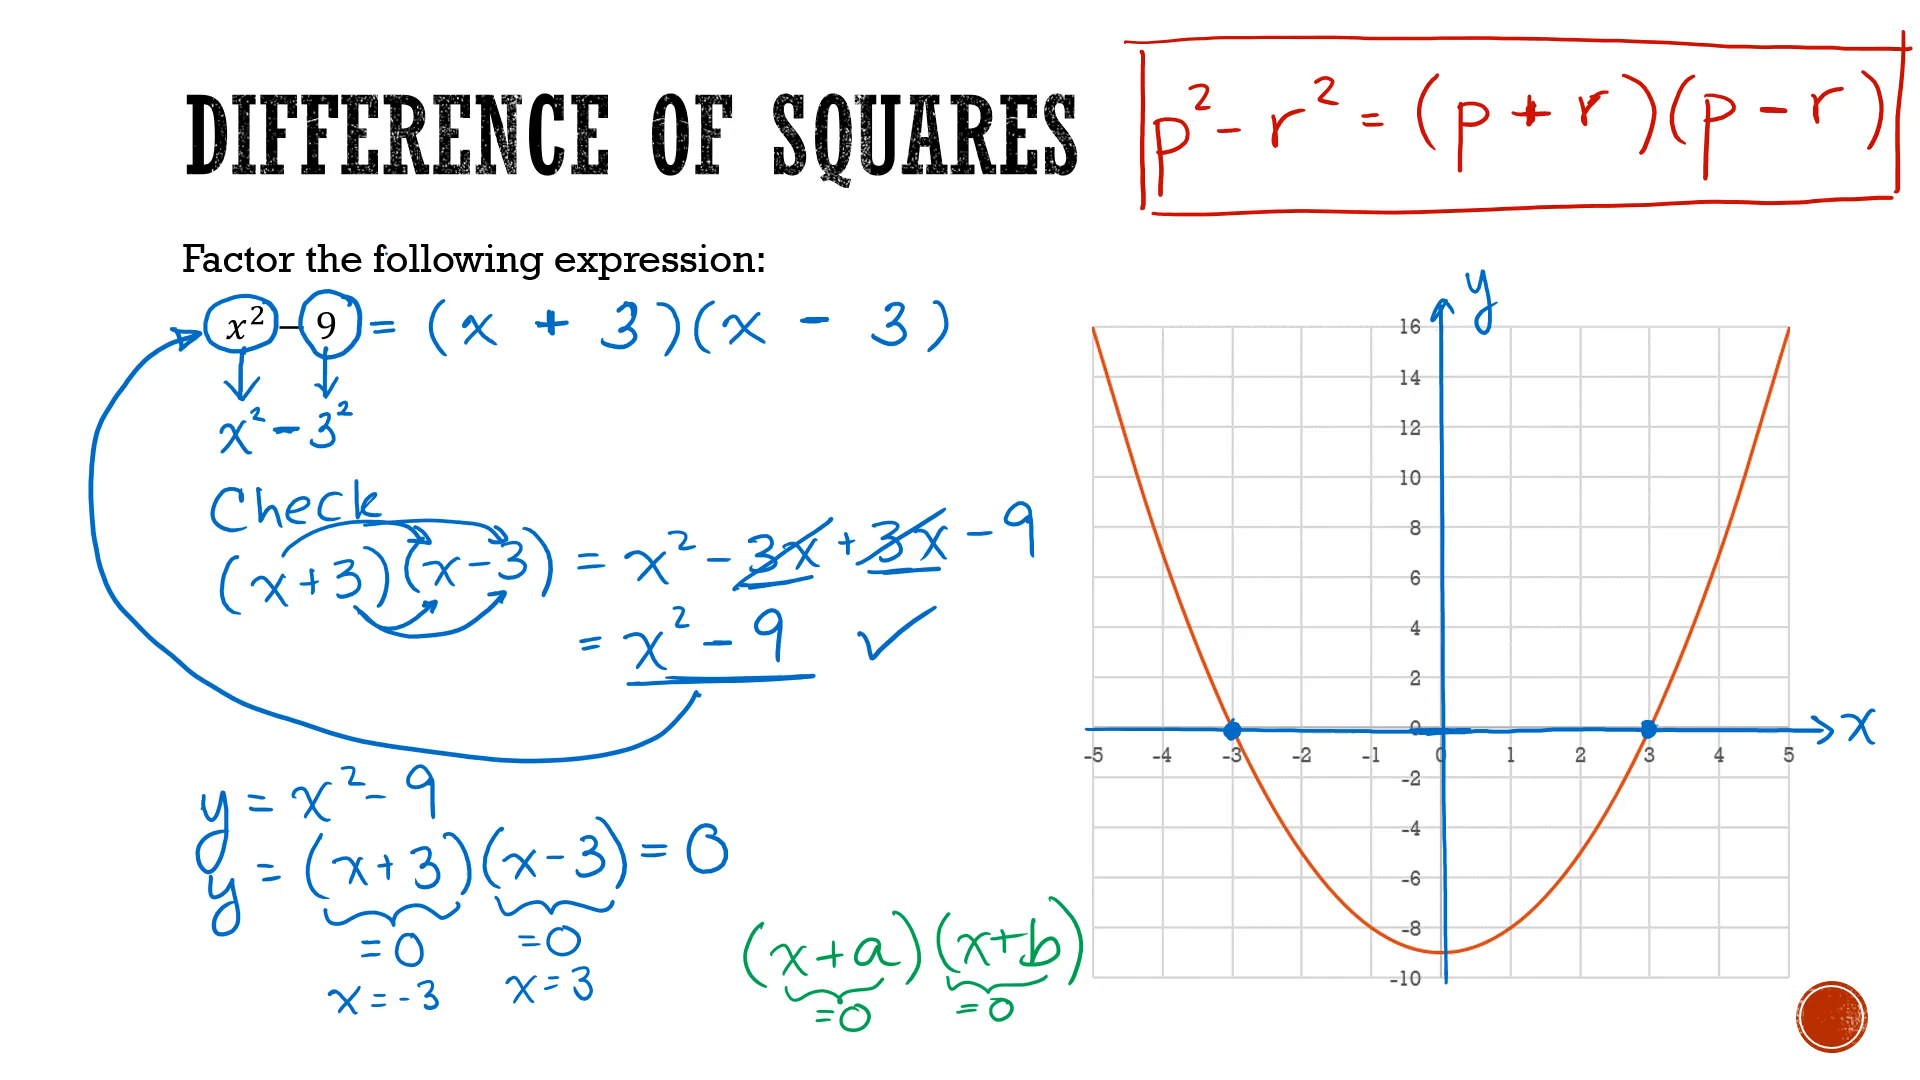 DIFFERENCE OF SQUARES
p² - r² = (p + r)(p - r)
Factor the following expression:
x² - 9 = (x + 3)(x - 3)
x² - 3²
Check
(x+3)(x-3) = x² - 3x + 3x - 9
= x² - 9 ✓
y = x² - 9
y = (x+3)(x-3) = 0
=0 =0
x = -3 x = 3
(x+a)(x+b)
=0 =0
y
16
14
12
10
8
6
4
2
0
x
-5 -4 -3 -2 -1 0 1 2 3 4 5
-2
-4
-6
-8
-10